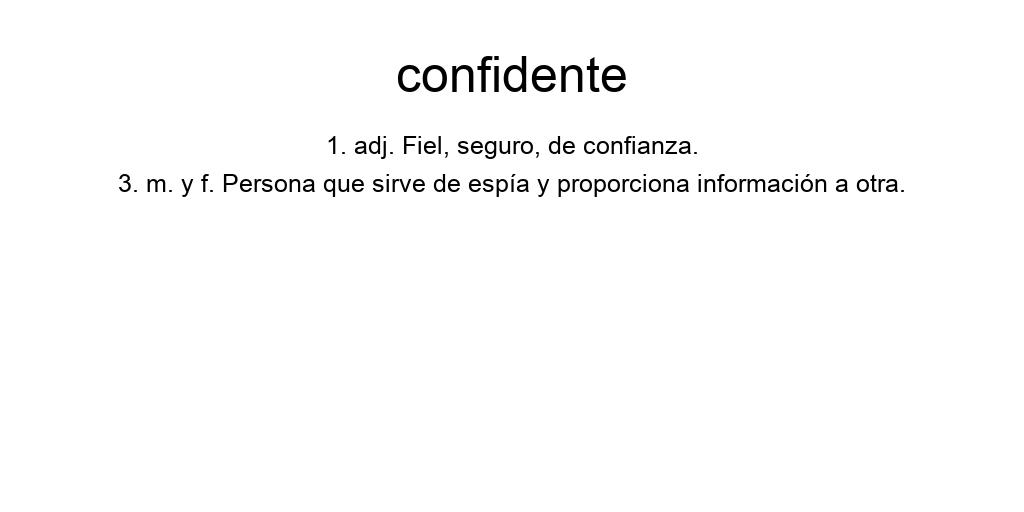 confidente
1. adj. Fiel, seguro, de confianza.
3. m. y f. Persona que sirve de espía y proporciona información a otra.